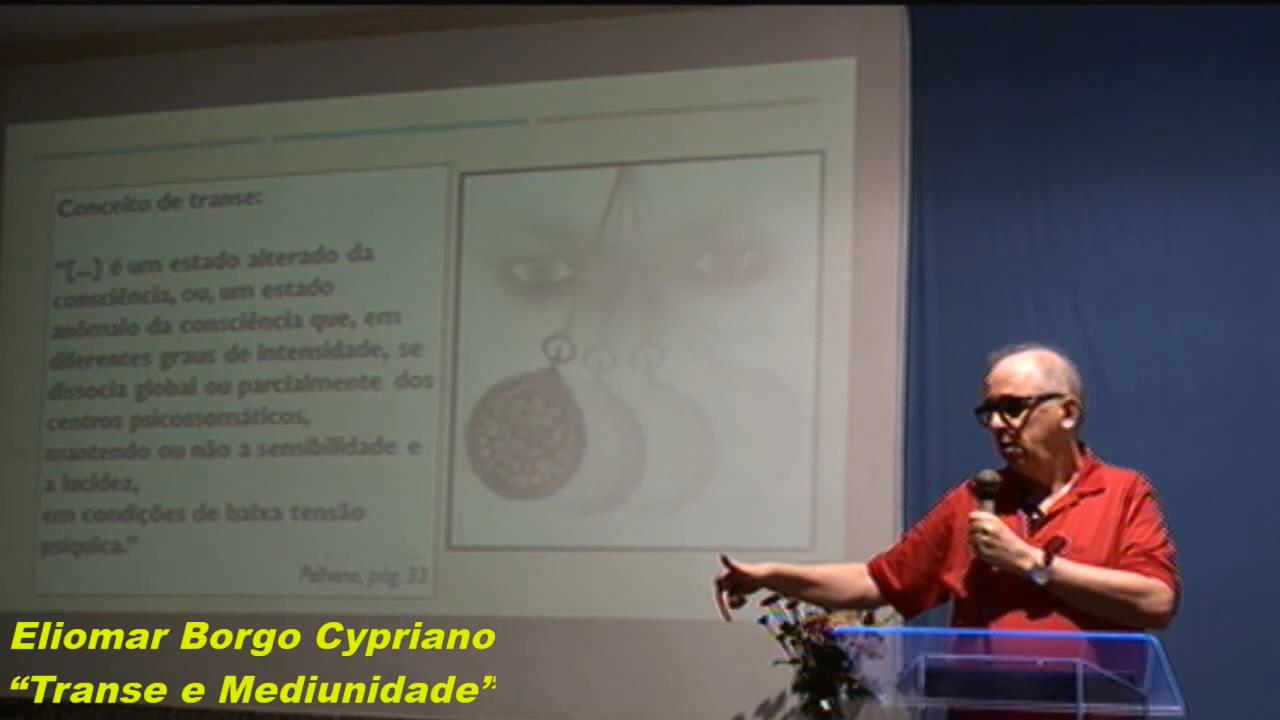 Conceito de transe:
"[...] é um estado alterado da
consciência, ou, um estado
anômalo da consciência que, em
diferentes graus de intensidade, se
dissocia global ou parcialmente dos
centros psicossomáticos,
mantendo ou não a sensibilidade e
a lucidez,
em condições de baixa tensão
psíquica."
Palhano, pág. 33
Eliomar Borgo Cypriano
“Transe e Mediunidade”